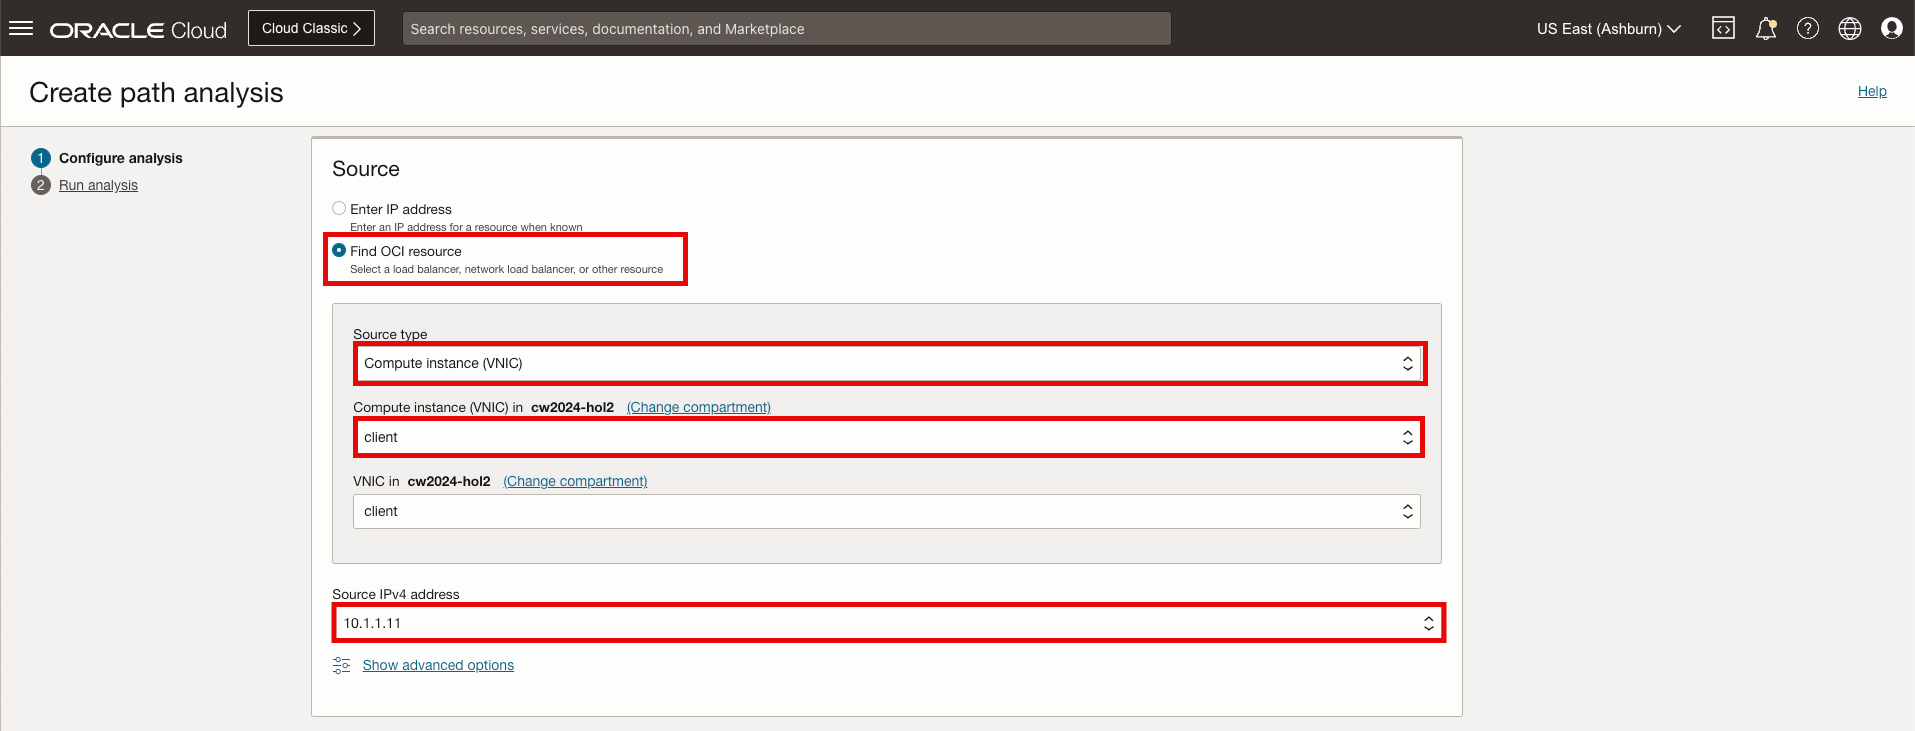 ORACLE Cloud
Cloud Classic
Search resources, services, documentation, and Marketplace
US East (Ashburn)
Create path analysis
Help
1 Configure analysis
2 Run analysis
Source
Enter IP address
Enter an IP address for a resource when known
Find OCI resource
Select a load balancer, network load balancer, or other resource
Source type
Compute instance (VNIC)
Compute instance (VNIC) in cw2024-hol2 (Change compartment)
client
VNIC in cw2024-hol2 (Change compartment)
client
Source IPv4 address
10.1.1.11
Show advanced options